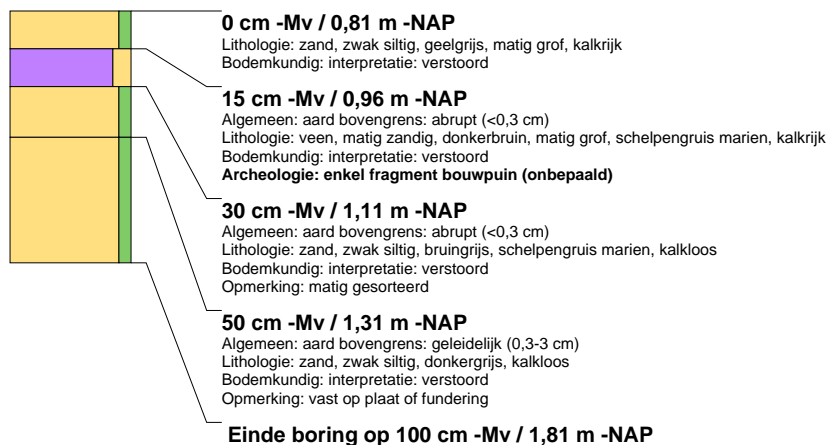 0 cm -Mv / 0,81 m -NAP
Lithologie: zand, zwak siltig, geelgrijs, matig grof, kalkrijk
Bodemkundig: interpretatie: verstoord
15 cm -Mv / 0,96 m -NAP
Algemeen: aard bovengrens: abrupt (<0,3 cm)
Lithologie: veen, matig zandig, donkerbruin, matig grof, schelpengruis marien, kalkrijk
Bodemkundig: interpretatie: verstoord
Archeologie: enkel fragment bouwpuin (onbepaald)
30 cm -Mv / 1,11 m -NAP
Algemeen: aard bovengrens: abrupt (<0,3 cm)
Lithologie: zand, zwak siltig, bruingrijs, schelpengruis marien, kalkloos
Bodemkundig: interpretatie: verstoord
Opmerking: matig gesorteerd
50 cm -Mv / 1,31 m -NAP
Algemeen: aard bovengrens: geleidelijk (0,3-3 cm)
Lithologie: zand, zwak siltig, donkergrijs, kalkloos
Bodemkundig: interpretatie: verstoord
Opmerking: vast op plaat of fundering
Einde boring op 100 cm -Mv / 1,81 m -NAP